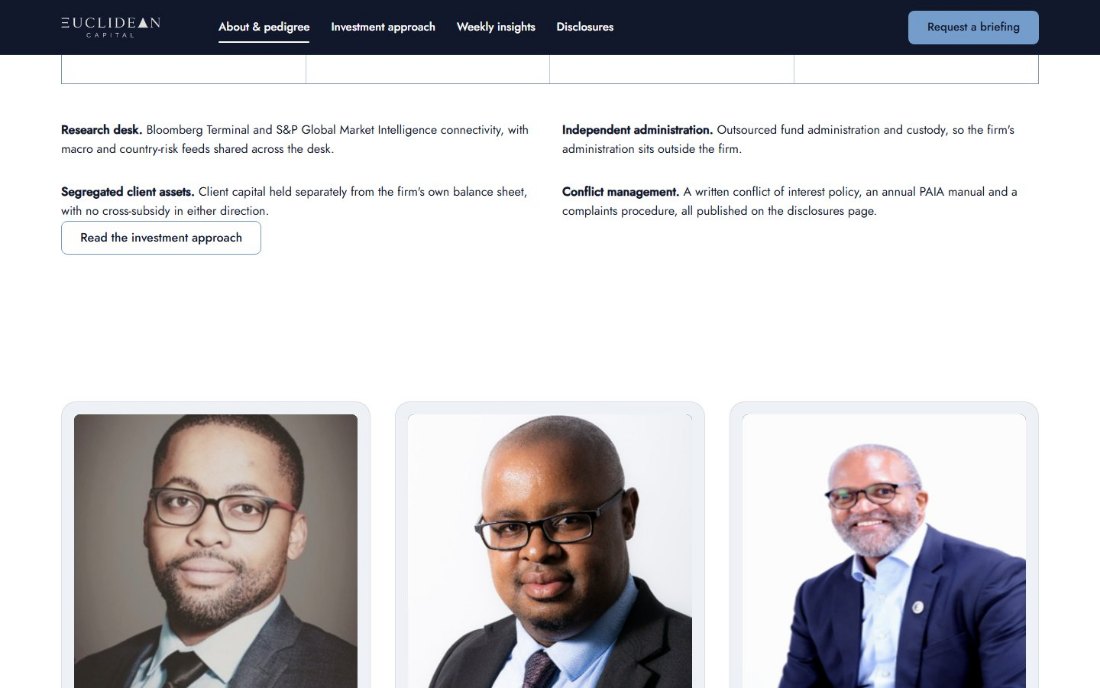 EUCLIDEAN
CAPITAL
About & pedigree
Investment approach
Weekly insights
Disclosures
Request a briefing
Research desk. Bloomberg Terminal and S&P Global Market Intelligence connectivity, with
macro and country-risk feeds shared across the desk.
Independent administration. Outsourced fund administration and custody, so the firm's
administration sits outside the firm.
Segregated client assets. Client capital held separately from the firm's own balance sheet,
with no cross-subsidy in either direction.
Conflict management. A written conflict of interest policy, an annual PAIA manual and a
complaints procedure, all published on the disclosures page.
Read the investment approach